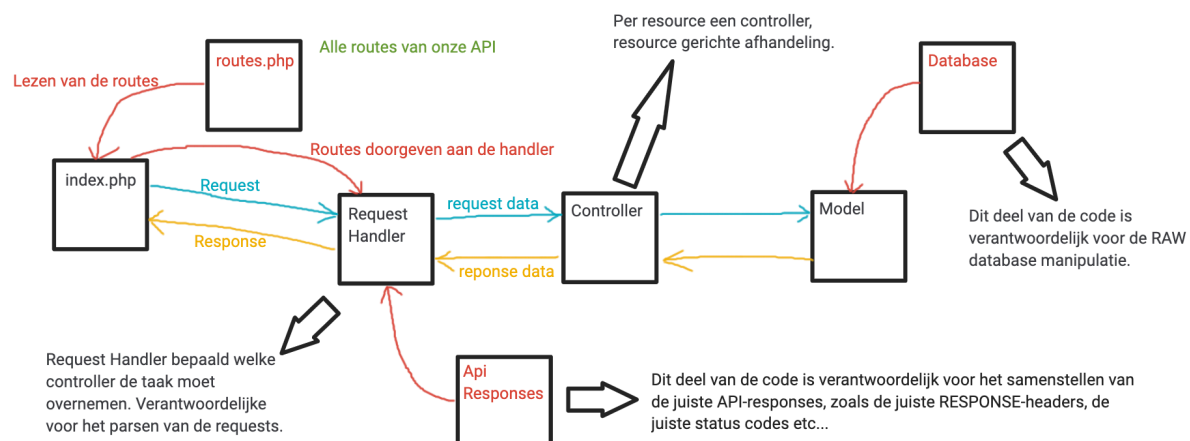 Per resource een controller,
resource gerichte afhandeling.
Alle routes van onze API
routes.php
Database
Lezen van de routes
Routes doorgeven aan de handler
index.php
Request
Request
Handler
request data
Controller
Model
Response
reponse data
Dit deel van de code is
verantwoordelijk voor de RAW
database manipulatie.
Request Handler bepaald welke
controller de taak moet
overnemen. Verantwoordelijke
voor het parsen van de requests.
Api
Responses
Dit deel van de code is verantwoordelijk voor het samenstellen van
de juiste API-responses, zoals de juiste RESPONSE-headers, de
juiste status codes etc...